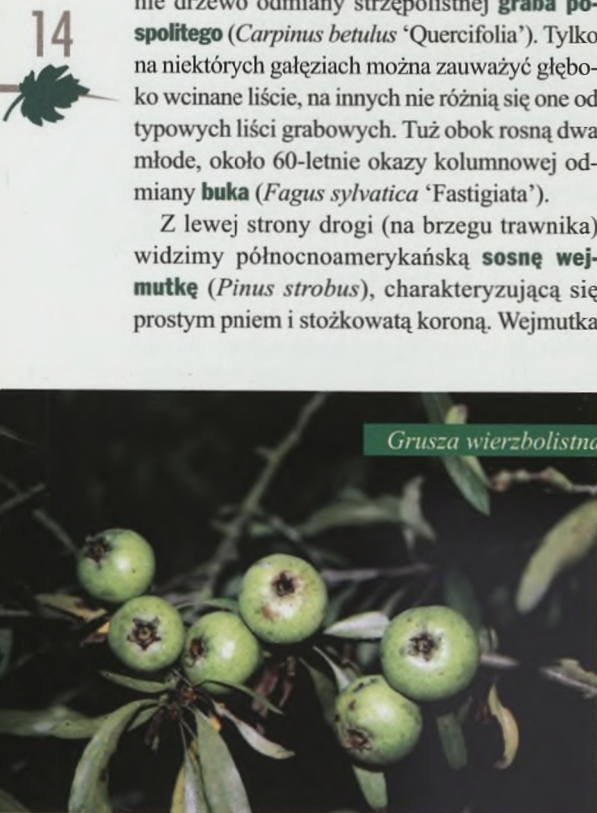 14
nie drzewo odmiany strzępolistnej graba po-
spolitego (Carpinus betulus ‘Quercifolia’). Tylko
na niektórych gałęziach można zauważyć głębo-
ko wcinane liście, na innych nie różnią się one od
typowych liści grabowych. Tuż obok rosną dwa
młode, około 60-letnie okazy kolumnowej od-
miany buka (Fagus sylvatica ‘Fastigiata’).
Z lewej strony drogi (na brzegu trawnika)
widzimy północnoamerykańską sosnę wej-
mutkę (Pinus strobus), charakteryzującą się
prostym pniem i stożkowatą koroną. Wejmutka
Grusza wierzbolistna